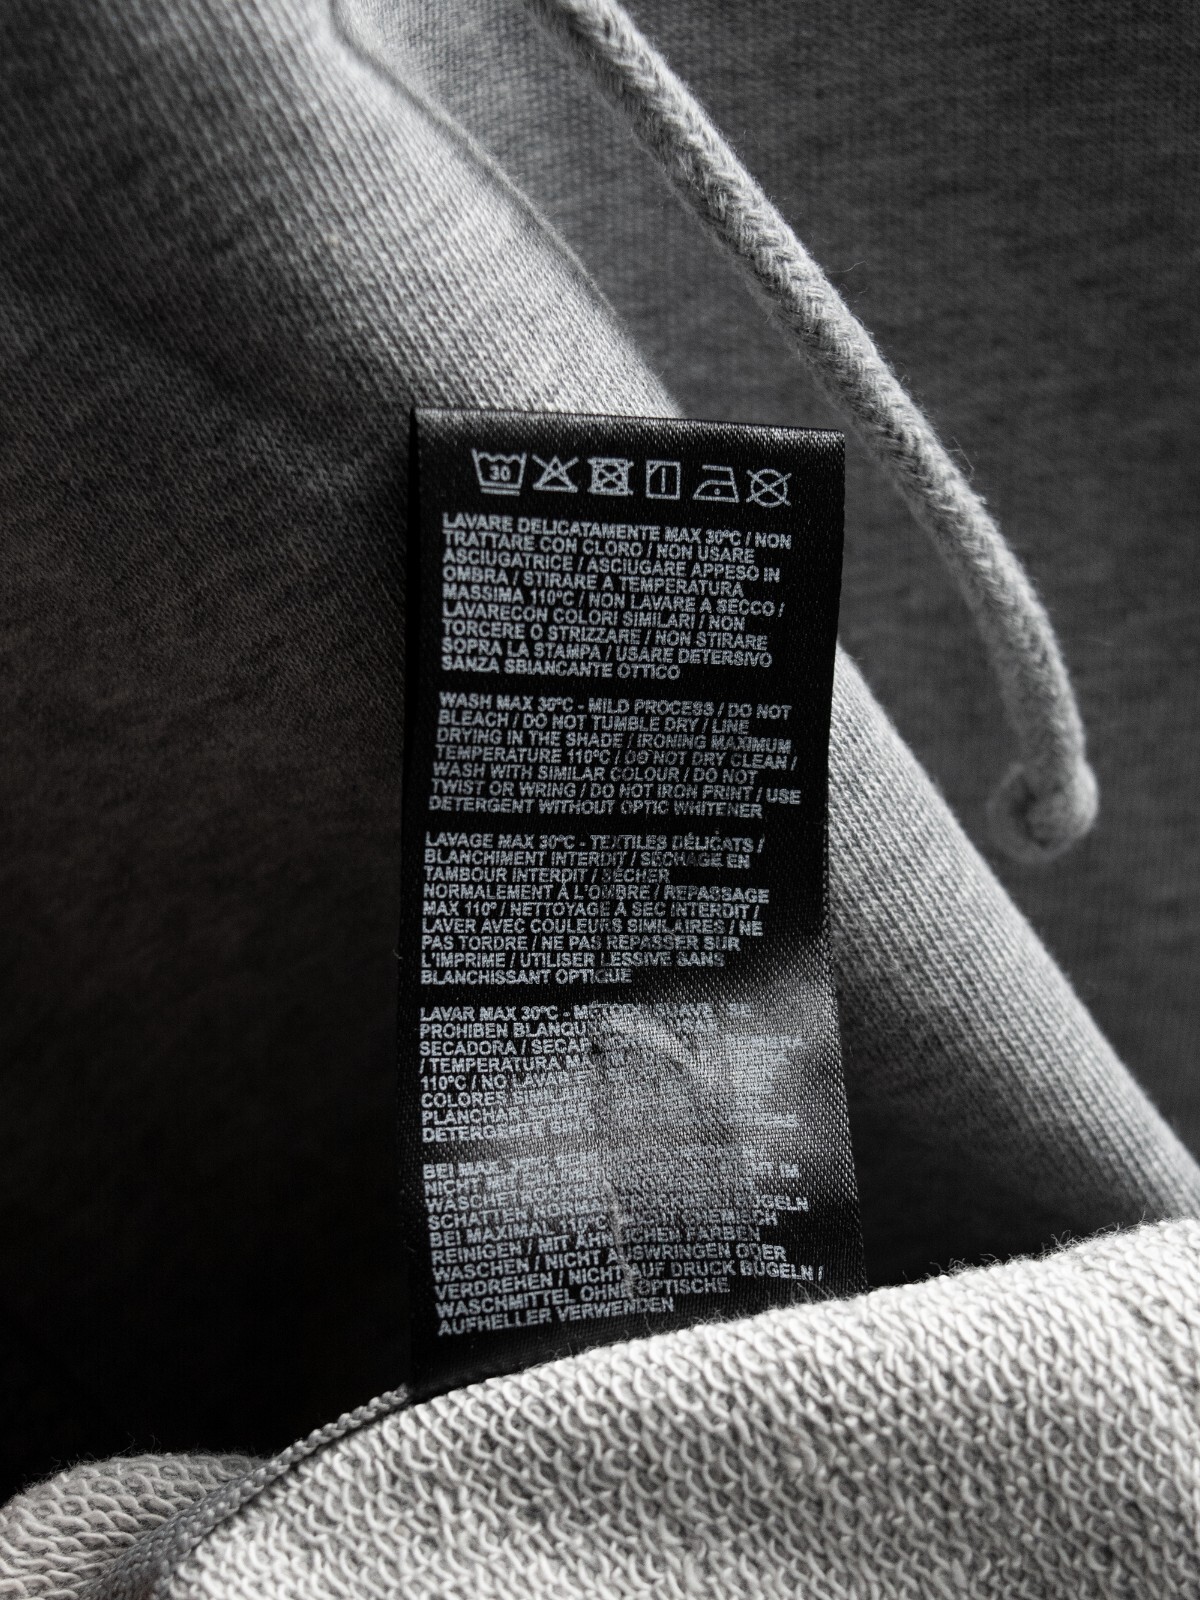 30
LAVARE DELICATAMENTE MAX 30°C / NON
TRATTARE CON CLORO / NON USARE
ASCIUGATRICE / ASCIUGARE APPESO IN
OMBRA / STIRARE A TEMPERATURA
MASSIMA 110°C / NON LAVARE A SECCO /
LAVARECON COLORI SIMILARI / NON
TORCERE O STRIZZARE / NON STIRARE
SOPRA LA STAMPA / USARE DETERSIVO
SANZA SBIANCANTE OTTICO
WASH MAX 30°C - MILD PROCESS / DO NOT
BLEACH / DO NOT TUMBLE DRY / LINE
DRYING IN THE SHADE / IRONING MAXIMUM
TEMPERATURE 110°C / DO NOT DRY CLEAN /
WASH WITH SIMILAR COLOUR / DO NOT
TWIST OR WRING / DO NOT IRON PRINT / USE
DETERGENT WITHOUT OPTIC WHITENER
LAVAGE MAX 30°C - TEXTILES DÉLICATS /
BLANCHIMENT INTERDIT / SÉCHAGE EN
TAMBOUR INTERDIT / SÉCHER
NORMALEMENT À L'OMBRE / REPASSAGE
MAX 110° / NETTOYAGE A SEC INTERDIT /
LAVER AVEC COULEURS SIMILAIRES / NE
PAS TORDRE / NE PAS REPASSER SUR
L'IMPRIME / UTILISER LESSIVE SANS
BLANCHISSANT OPTIQUE
LAVAR MAX 30°C -
PROHIBEN
SECADORA /
/ TEMPERATURA
110°C / NO
COLORES
PLANCHAR SOBRE
DETERGENTE
BEI MAX
NICHT
SCHATTEN
BEI MAXIMAL 110°C
REINIGEN / MIT ÄHNLICHEN FARBEN
WASCHEN / NICHT AUSWRINGEN ODER
VERDREHEN / NICHT AUF DRUCK BÜGELN /
WASCHMITTEL OHNE OPTISCHE
AUFHELLER VERWENDEN